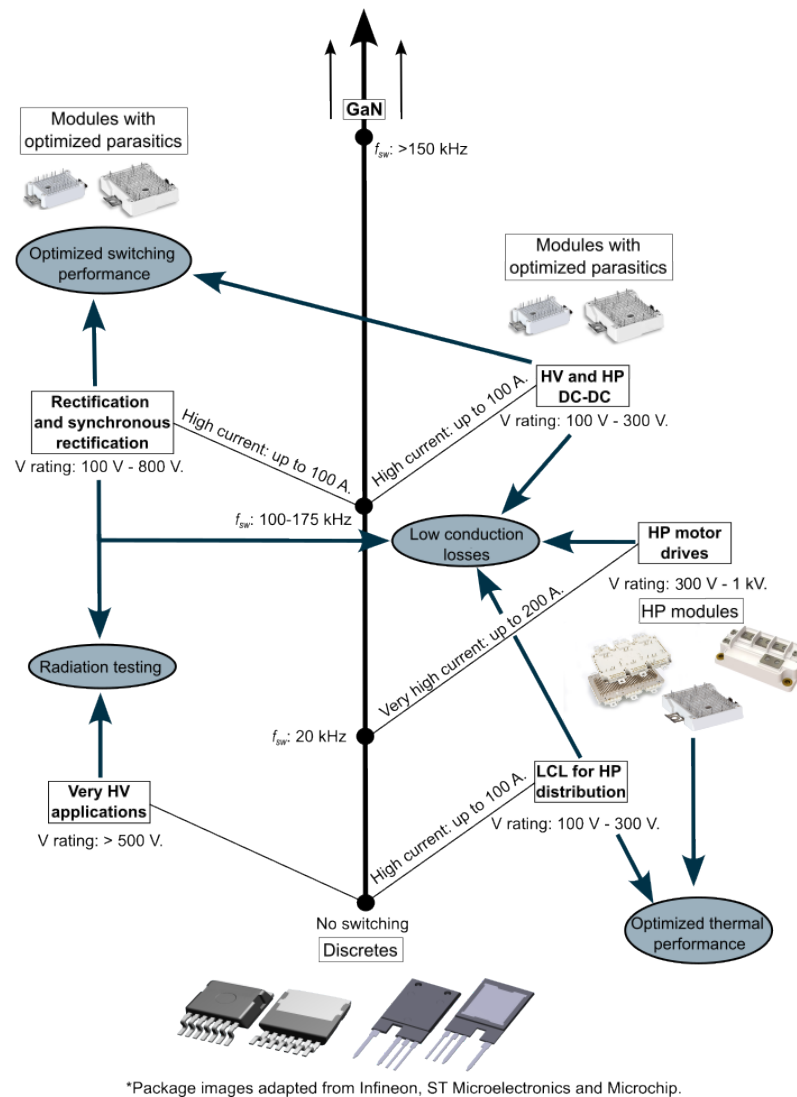 GaN
fsw: >150 kHz
Modules with
optimized parasitics
Optimized switching
performance
Modules with
optimized parasitics
Rectification
and synchronous
rectification
V rating: 100 V - 800 V.
High current: up to 100 A.
High current: up to 100 A.
HV and HP
DC-DC
V rating: 100 V - 300 V.
fsw: 100-175 kHz
Low conduction
losses
HP motor
drives
V rating: 300 V - 1 kV.
HP modules
Radiation testing
Very high current: up to 200 A.
fsw: 20 kHz
Very HV
applications
V rating: > 500 V.
High current: up to 100 A.
LCL for HP
distribution
V rating: 100 V - 300 V.
No switching
Discretes
Optimized thermal
performance
*Package images adapted from Infineon, ST Microelectronics and Microchip.